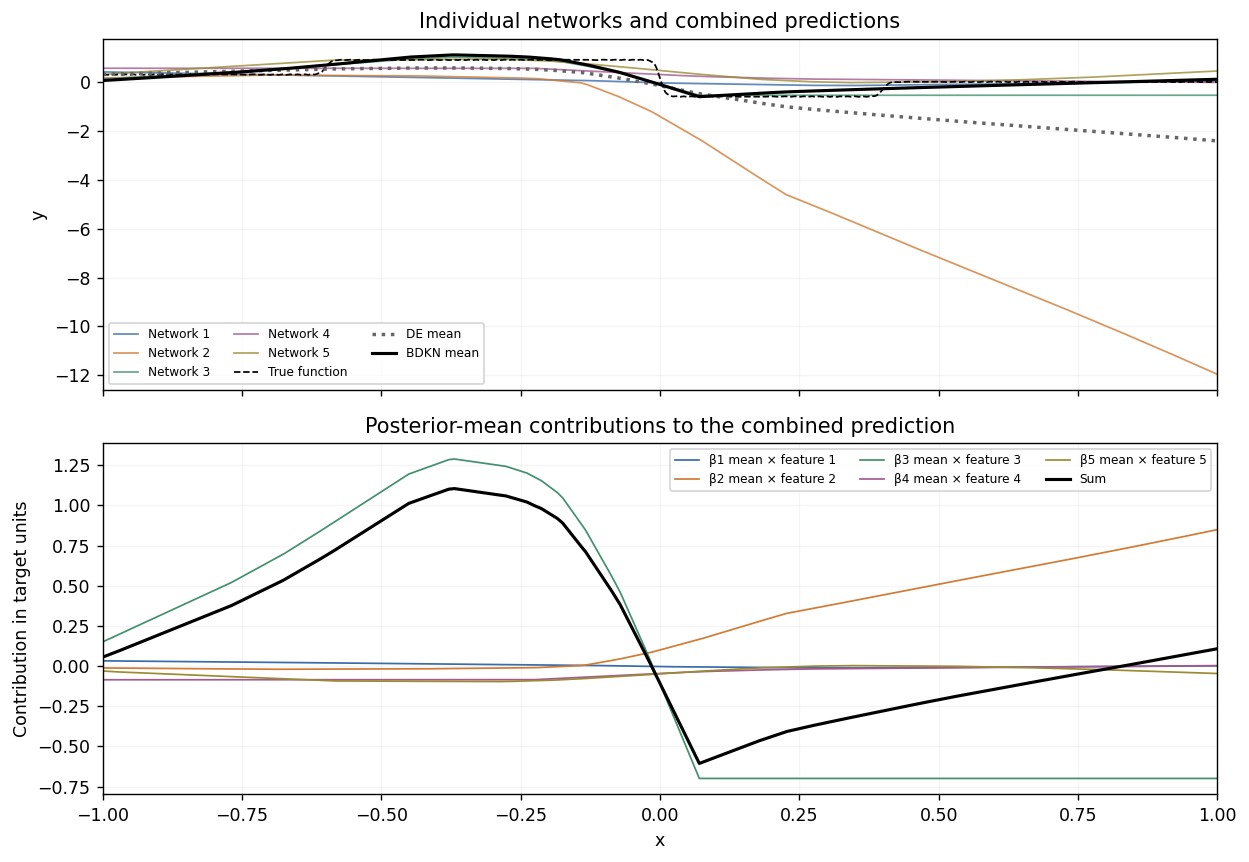 Individual networks and combined predictions
0
−2
−4
−6
−8
−10
−12
y
Network 1
Network 2
Network 3
Network 4
Network 5
True function
DE mean
BDKN mean
Posterior-mean contributions to the combined prediction
1.25
1.00
0.75
0.50
0.25
0.00
−0.25
−0.50
−0.75
Contribution in target units
β1 mean × feature 1
β2 mean × feature 2
β3 mean × feature 3
β4 mean × feature 4
β5 mean × feature 5
Sum
−1.00 −0.75 −0.50 −0.25 0.00 0.25 0.50 0.75 1.00
x